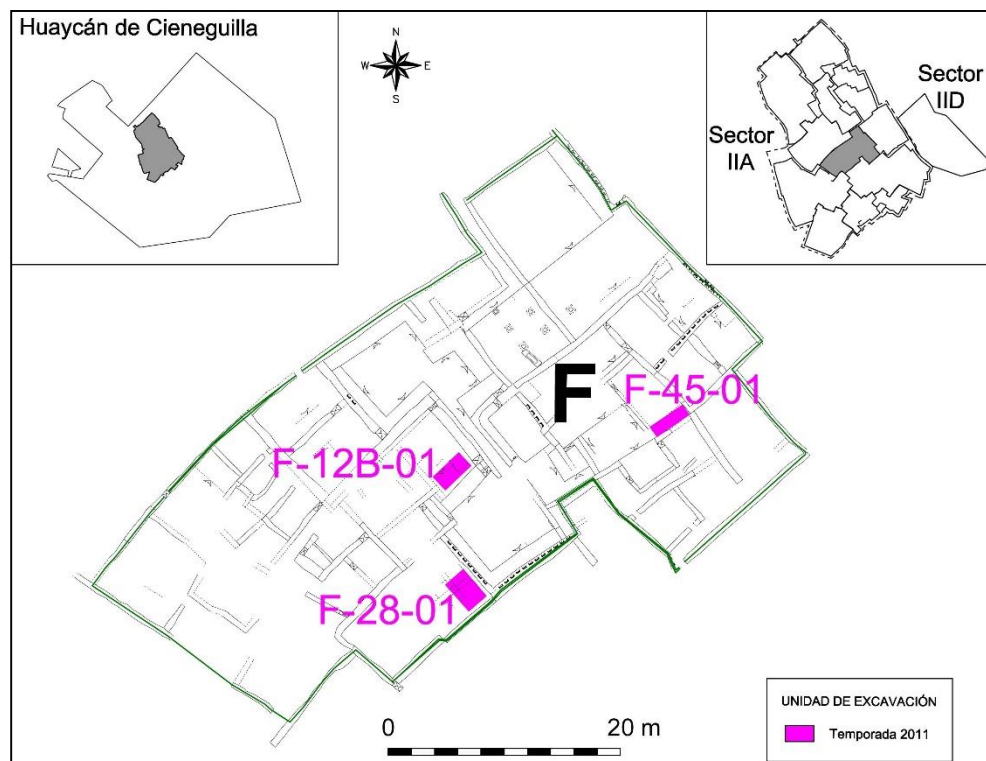 Huaycán de Cieneguilla
N
W E
S
Sector
IID
Sector
IIA
F
F-45-01
F-12B-01
F-28-01
0 20 m
UNIDAD DE EXCAVACIÓN
Temporada 2011